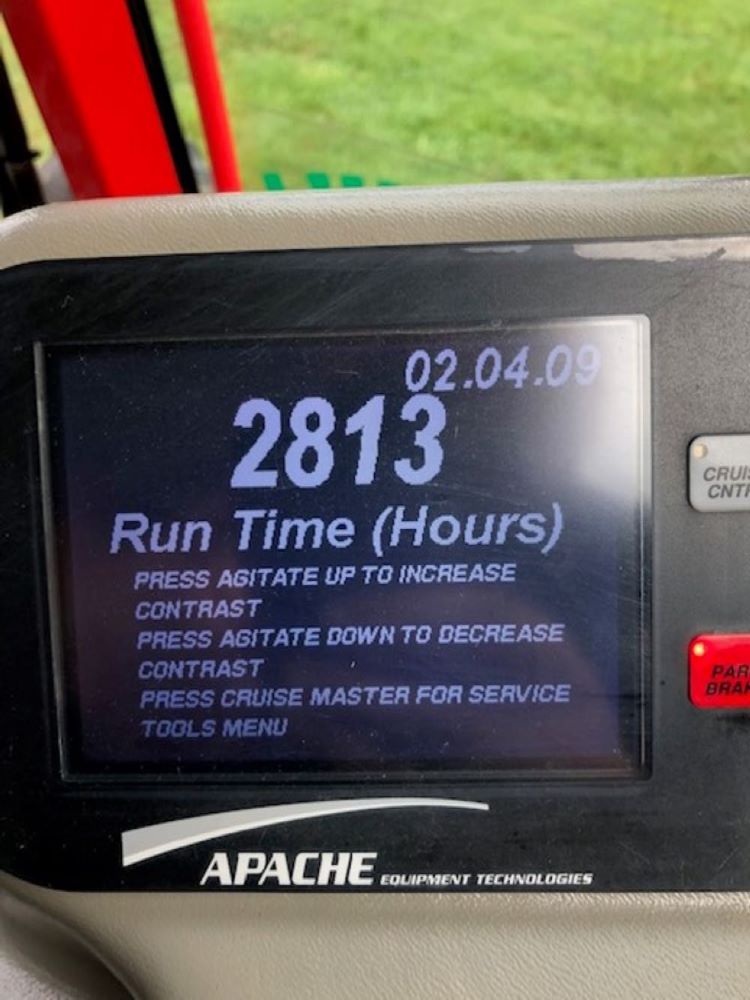 02.04.09
2813
Run Time (Hours)
PRESS AGITATE UP TO INCREASE
CONTRAST
PRESS AGITATE DOWN TO DECREASE
CONTRAST
PRESS CRUISE MASTER FOR SERVICE
TOOLS MENU
APACHE EQUIPMENT TECHNOLOGIES